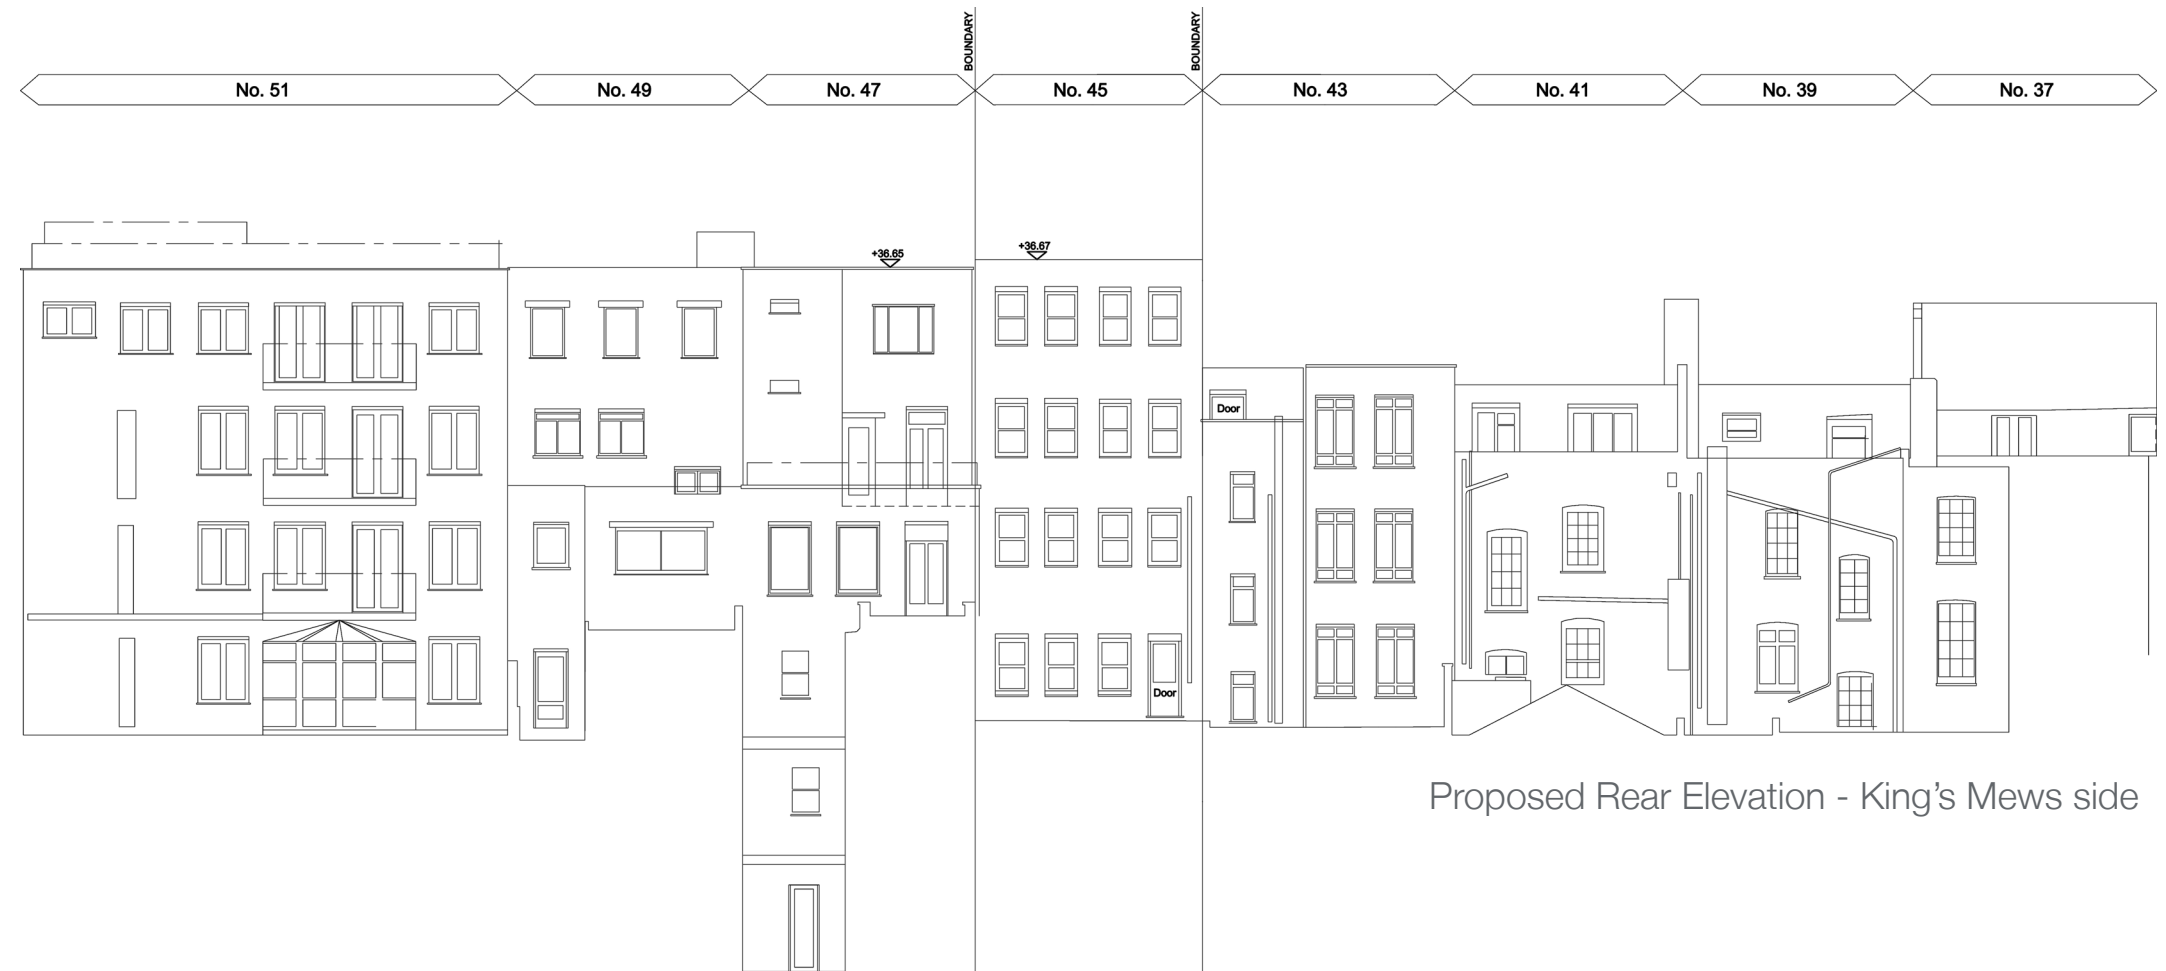 BOUNDARY
BOUNDARY
No. 51
No. 49
No. 47
No. 45
No. 43
No. 41
No. 39
No. 37
+36.65
+36.67
Door
Door
Proposed Rear Elevation - King’s Mews side